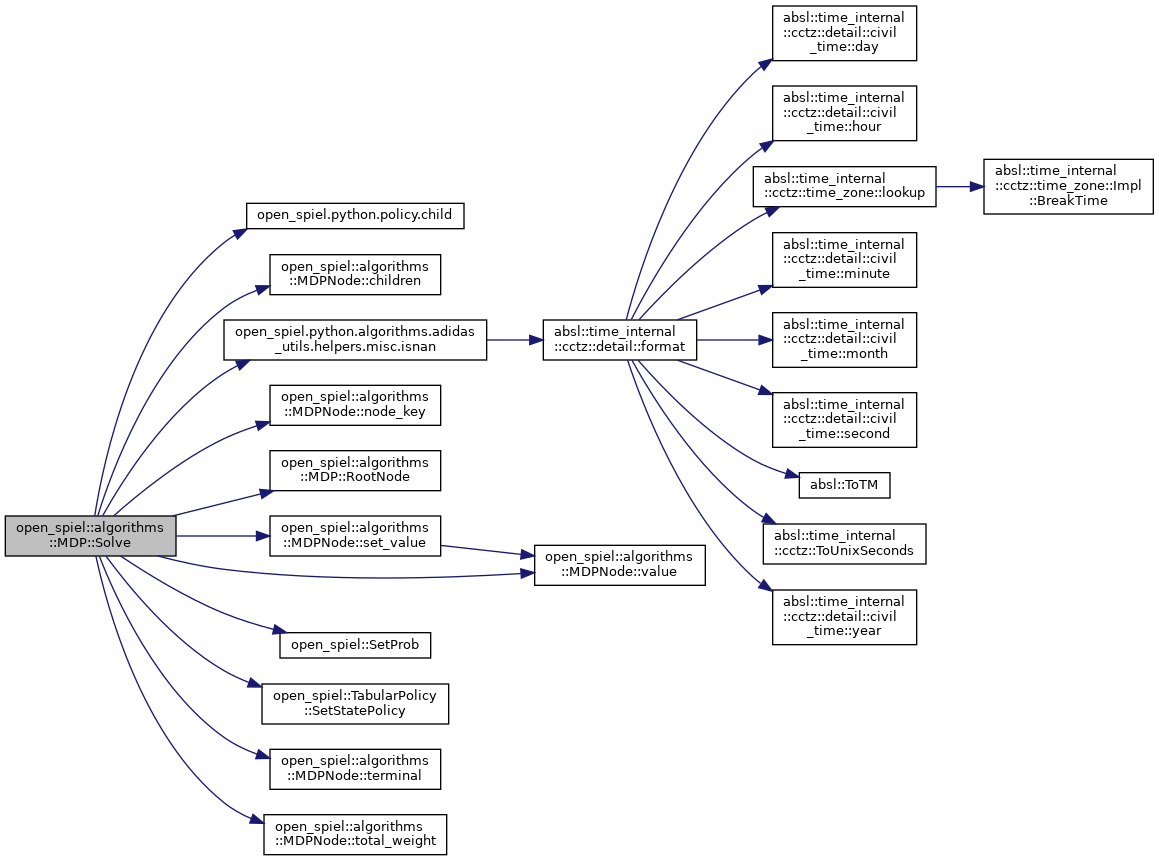 open_spiel::algorithms
::MDP::Solve
open_spiel.python.policy.child
open_spiel::algorithms
::MDPNode::children
open_spiel.python.algorithms.adidas
_utils.helpers.misc.isnan
open_spiel::algorithms
::MDPNode::node_key
open_spiel::algorithms
::MDP::RootNode
open_spiel::algorithms
::MDPNode::set_value
open_spiel::SetProb
open_spiel::TabularPolicy
::SetStatePolicy
open_spiel::algorithms
::MDPNode::terminal
open_spiel::algorithms
::MDPNode::total_weight
absl::time_internal
::cctz::detail::format
open_spiel::algorithms
::MDPNode::value
absl::time_internal
::cctz::detail::civil
_time::day
absl::time_internal
::cctz::detail::civil
_time::hour
absl::time_internal
::cctz::time_zone::lookup
absl::time_internal
::cctz::detail::civil
_time::minute
absl::time_internal
::cctz::detail::civil
_time::month
absl::time_internal
::cctz::detail::civil
_time::second
absl::ToTM
absl::time_internal
::cctz::ToUnixSeconds
absl::time_internal
::cctz::detail::civil
_time::year
absl::time_internal
::cctz::time_zone::Impl
::BreakTime